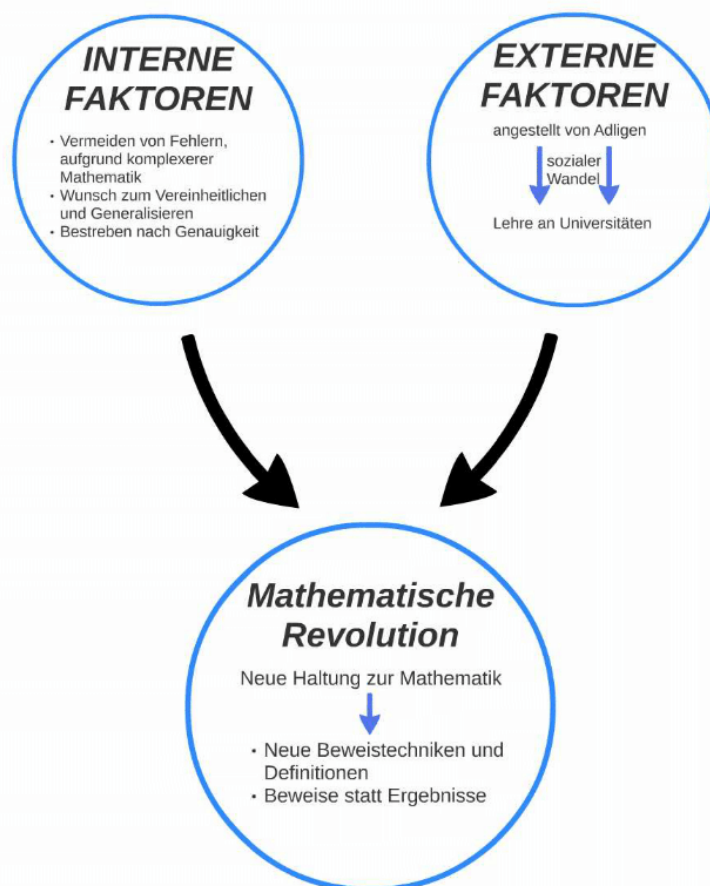 INTERNE
FAKTOREN
• Vermeiden von Fehlern,
aufgrund komplexerer
Mathematik
• Wunsch zum Vereinheitlichen
und Generalisieren
• Bestreben nach Genauigkeit
EXTERNE
FAKTOREN
angestellt von Adligen
sozialer
Wandel
Lehre an Universitäten
Mathematische
Revolution
Neue Haltung zur Mathematik
• Neue Beweistechniken und
Definitionen
• Beweise statt Ergebnisse